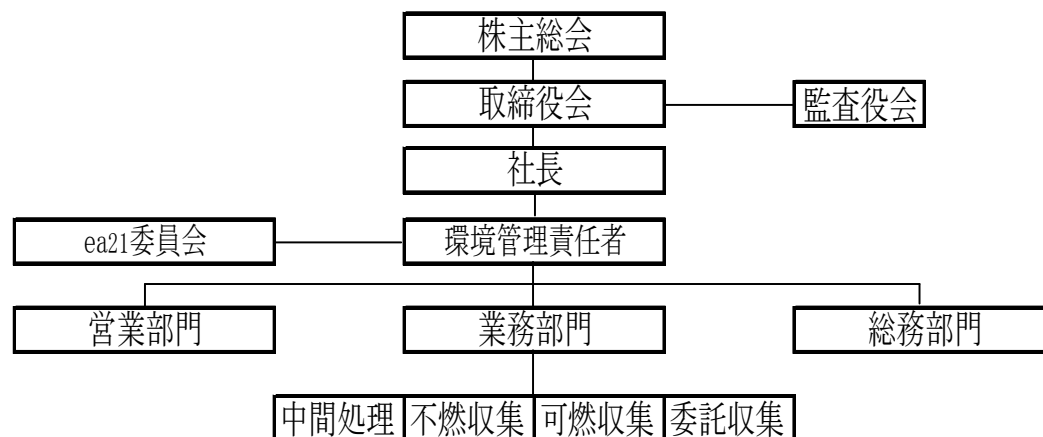 株主総会
取締役会
監査役会
社長
ea21委員会
環境管理責任者
営業部門
業務部門
総務部門
中間処理
不燃収集
可燃収集
委託収集